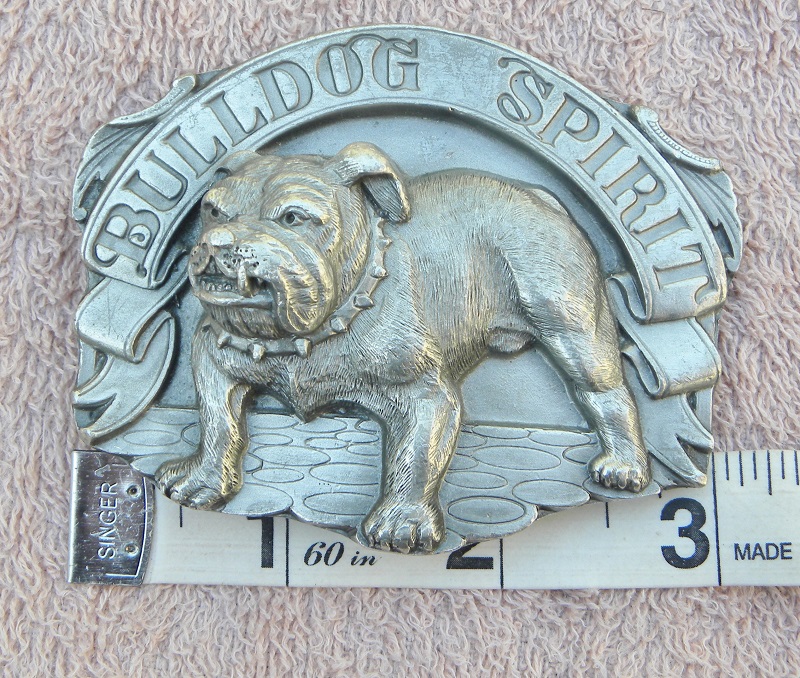 BULLDOG SPIRIT
SINGER
1 60 in 2 3 MADE